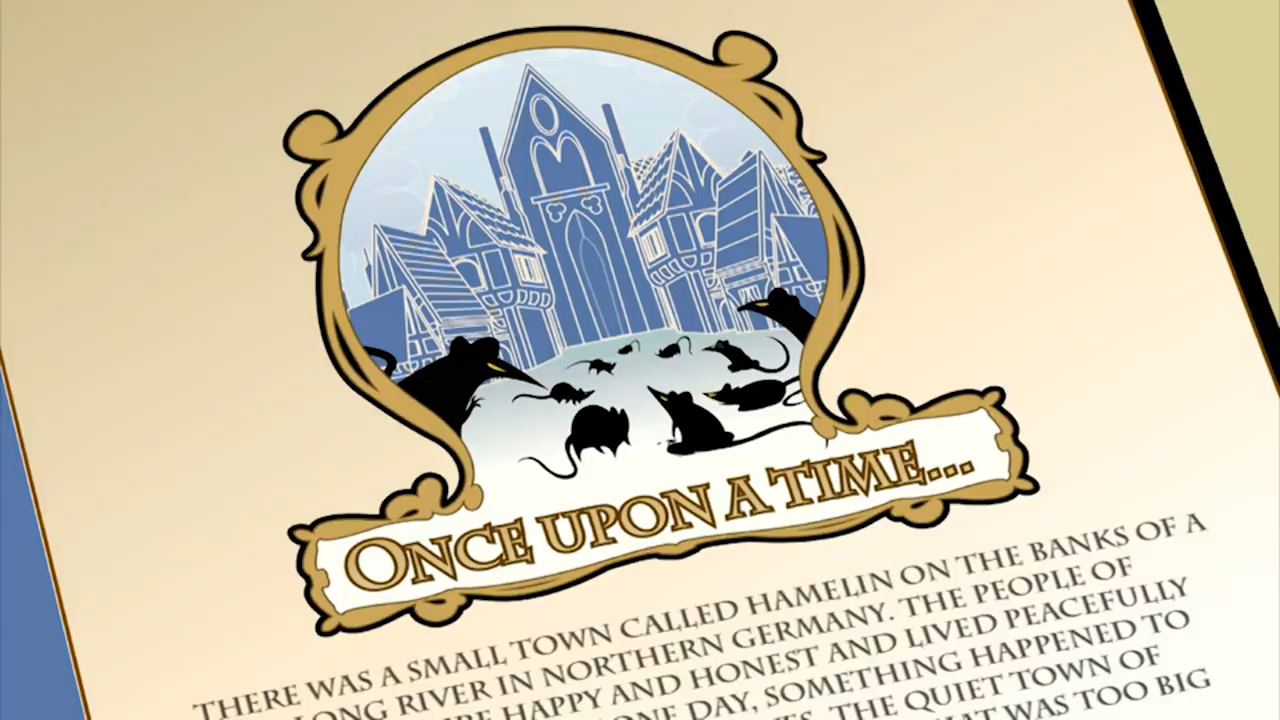 ONCE UPON A TIME...
THERE WAS A SMALL TOWN CALLED HAMELIN ON THE BANKS OF A
LONG RIVER IN NORTHERN GERMANY. THE PEOPLE OF
HAPPY AND HONEST AND LIVED PEACEFULLY
ONE DAY, SOMETHING HAPPENED TO
THE QUIET TOWN OF
WAS TOO BIG